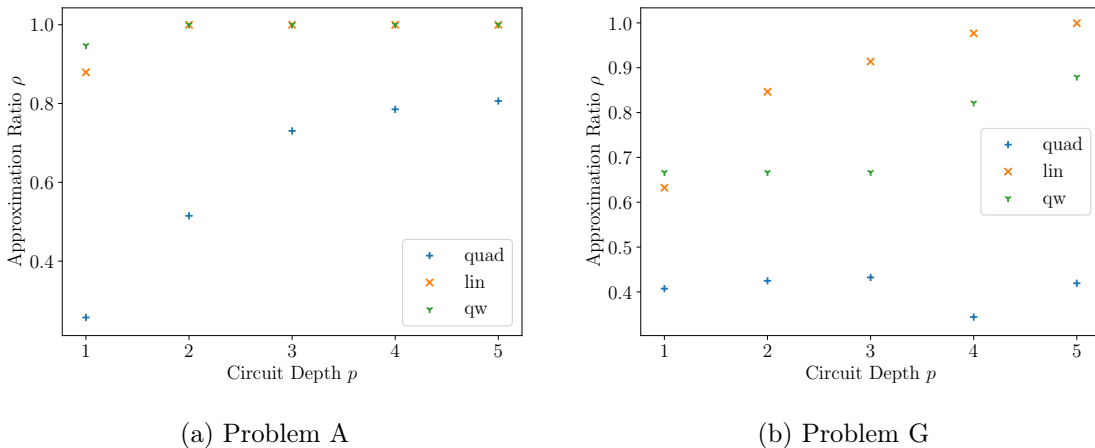 Approximation Ratio ρ
1.0
0.8
0.6
0.4
quad
lin
qw
1 2 3 4 5
Circuit Depth p
(a) Problem A
Approximation Ratio ρ
1.0
0.9
0.8
0.7
0.6
0.5
0.4
quad
lin
qw
1 2 3 4 5
Circuit Depth p
(b) Problem G